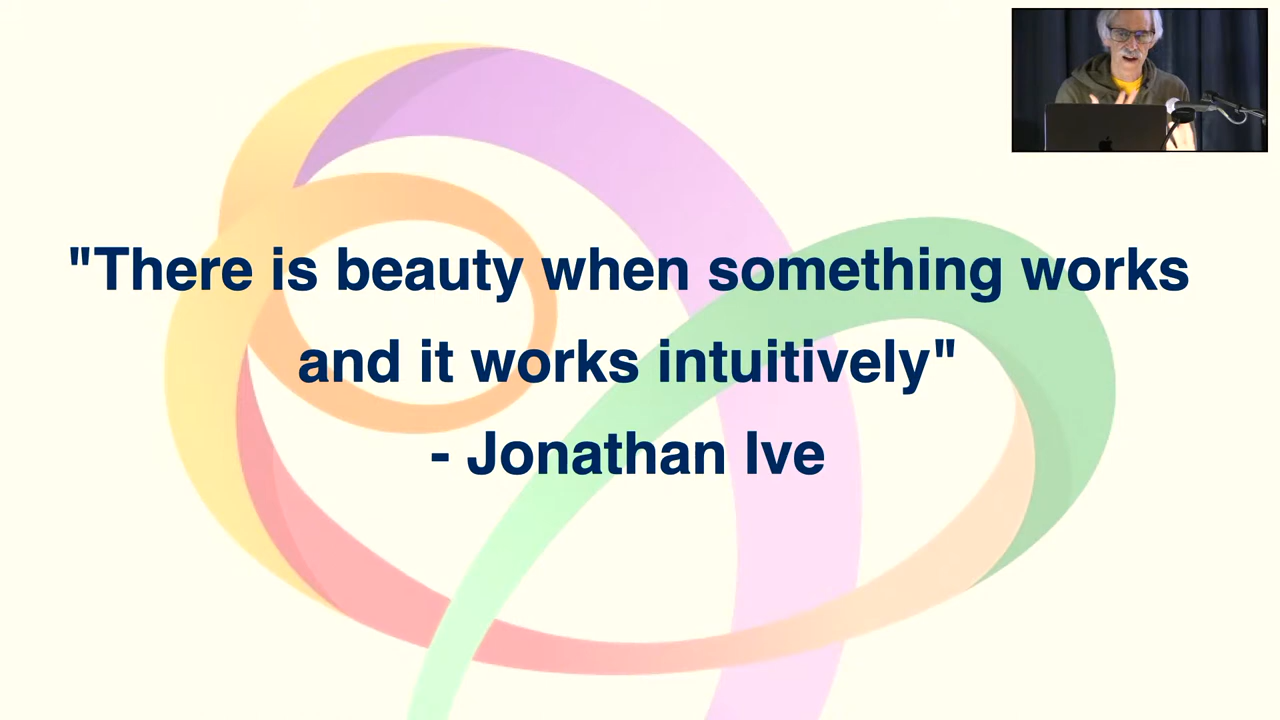 "There is beauty when something works
and it works intuitively"
- Jonathan Ive